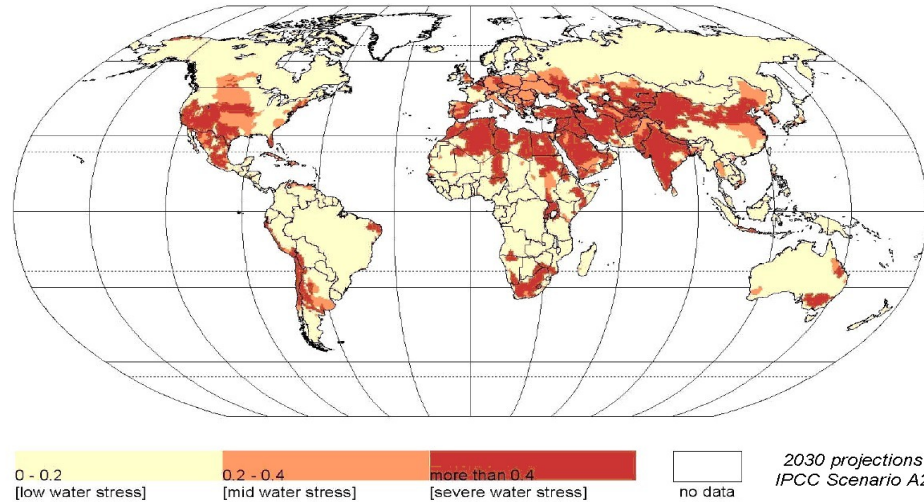 0 - 0.2
[low water stress]
0.2 - 0.4
[mid water stress]
more than 0.4
[severe water stress]
no data
2030 projections
IPCC Scenario A2